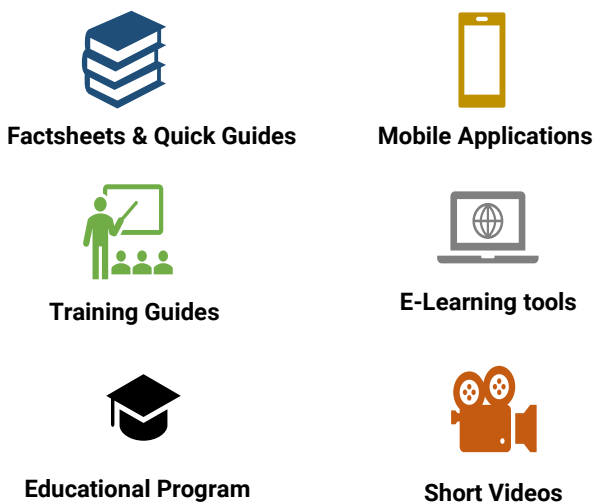 Factsheets & Quick Guides
Mobile Applications
Training Guides
E-Learning tools
Educational Program
Short Videos